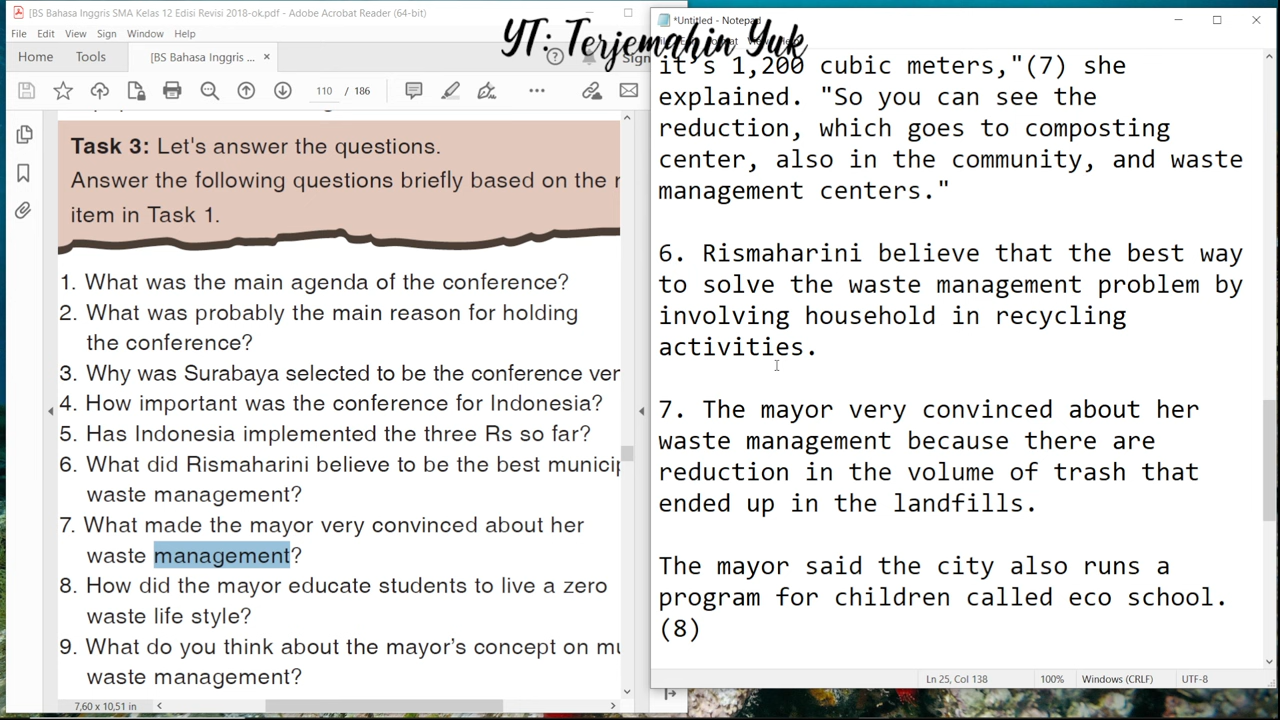 [BS Bahasa Inggris SMA Kelas 12 Edisi Revisi 2018-ok.pdf - Adobe Acrobat Reader (64-bit)
File Edit View Sign Window Help
Home Tools [BS Bahasa Inggris ... × Sign
110 / 186
Task 3: Let's answer the questions.
Answer the following questions briefly based on the
item in Task 1.
1. What was the main agenda of the conference?
2. What was probably the main reason for holding
the conference?
3. Why was Surabaya selected to be the conference ver
4. How important was the conference for Indonesia?
5. Has Indonesia implemented the three Rs so far?
6. What did Rismaharini believe to be the best municip
waste management?
7. What made the mayor very convinced about her
waste management?
8. How did the mayor educate students to live a zero
waste life style?
9. What do you think about the mayor's concept on mu
waste management?
7,60 x 10,51 in
YT: Terjemahin Yuk
*Untitled - Notepad
it's 1,200 cubic meters,"(7) she
explained. "So you can see the
reduction, which goes to composting
center, also in the community, and waste
management centers."
6. Rismaharini believe that the best way
to solve the waste management problem by
involving household in recycling
activities.
7. The mayor very convinced about her
waste management because there are
reduction in the volume of trash that
ended up in the landfills.
The mayor said the city also runs a
program for children called eco school.
(8)
Ln 25, Col 138 100% Windows (CRLF) UTF-8